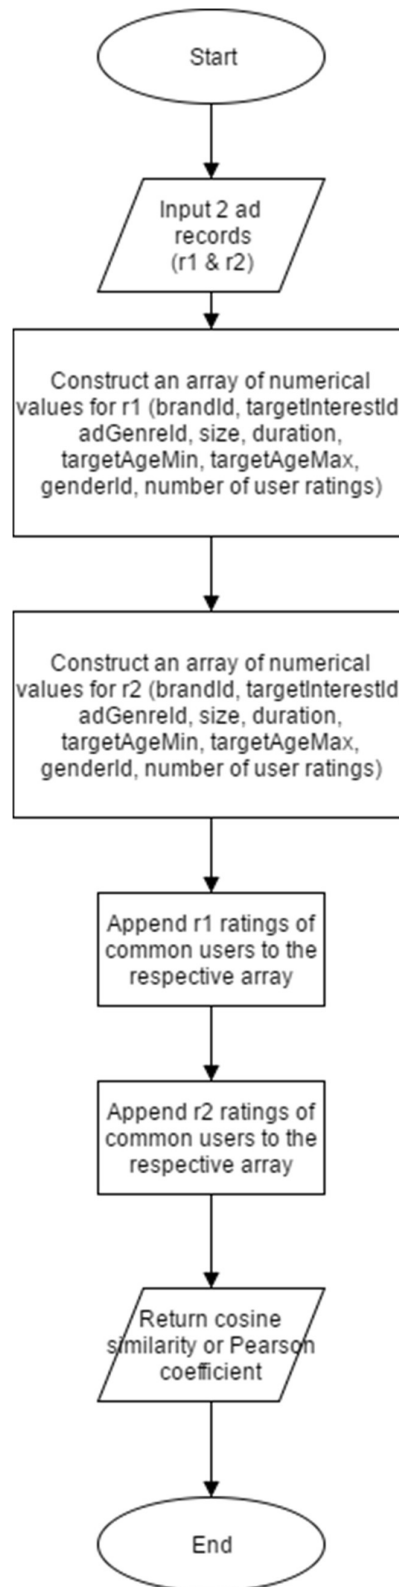 Start
Input 2 ad
records
(r1 & r2)
Construct an array of numerical
values for r1 (brandId, targetInterestId,
adGenreId, size, duration,
targetAgeMin, targetAgeMax,
genderId, number of user ratings)
Construct an array of numerical
values for r2 (brandId, targetInterestId,
adGenreId, size, duration,
targetAgeMin, targetAgeMax,
genderId, number of user ratings)
Append r1 ratings of
common users to the
respective array
Append r2 ratings of
common users to the
respective array
Return cosine
similarity or Pearson
coefficient
End